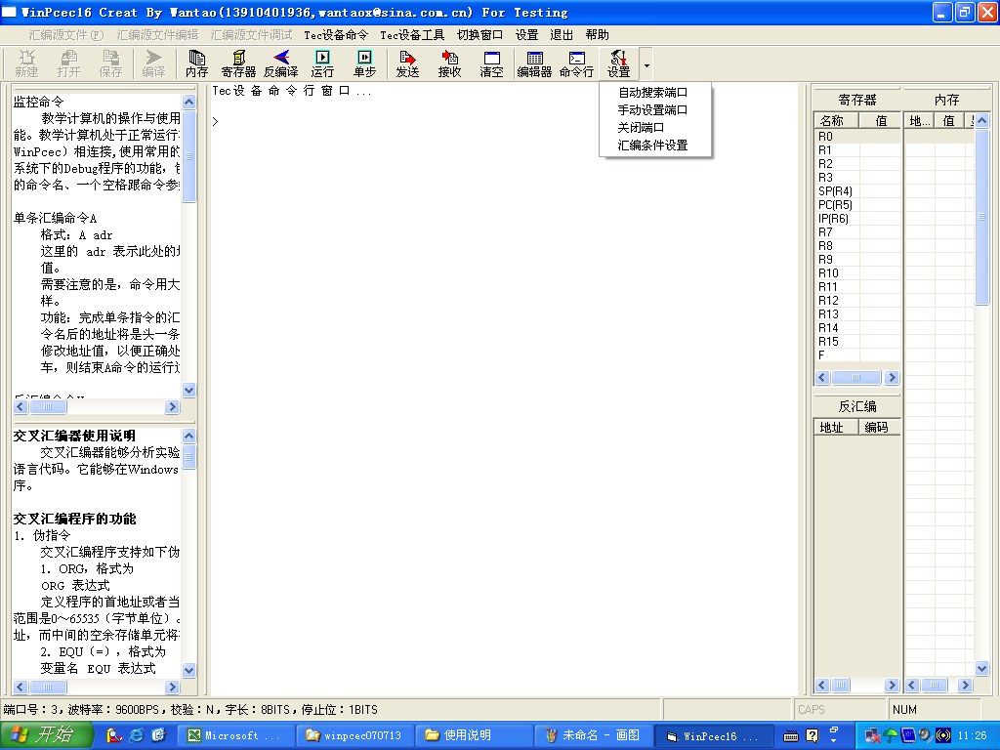 WinPcec16 Creat By Wantao(13910401936,wantaox@sina.com.cn) For Testing
汇编源文件(F) 汇编源文件编辑 汇编源文件调试 Tec设备命令 Tec设备工具 切换窗口 设置 退出 帮助
新建 打开 保存 编译 内存 寄存器 反编译 运行 单步 发送 接收 清空 编辑器 命令行 设置
自动搜索端口
手动设置端口
关闭端口
汇编条件设置
监控命令
教学计算机的操作与使用
能。教学计算机处于正常运行
WinPcec)相连接,使用常用的
系统下的Debug程序的功能,
的命令名、一个空格跟命令参
单条汇编命令A
格式: A adr
这里的 adr 表示此处的
值。
需要注意的是, 命令用大
样。
功能: 完成单条指令的汇
令名后的地址将是头一条
修改地址值, 以便正确处
车, 则结束A命令的运行
交叉汇编器使用说明
交叉汇编器能够分析实验
语言代码。它能够在Windows
序。
交叉汇编程序的功能
1. 伪指令
交叉汇编程序支持如下伪
1. ORG, 格式为
ORG 表达式
定义程序的首地址或者当
范围是0~65535 (字节单位)。
址, 而中间的空余存储单元将
2. EQU (=) , 格式为
变量名 EQU 表达式
Tec设备命令行窗口...
>
寄存器
名称 值
R0
R1
R2
R3
SP(R4)
PC(R5)
IP(R6)
R7
R8
R9
R10
R11
R12
R13
R14
R15
F
反汇编
地址 编码
内存
地... 值
端口号: 3, 波特率: 9600BPS, 校验: N, 字长: 8BITS, 停止位: 1BITS
CAPS NUM
开始 Microsoft ... winpcec070713 使用说明 未命名 - 画图 WinPcec16 ... 11:26